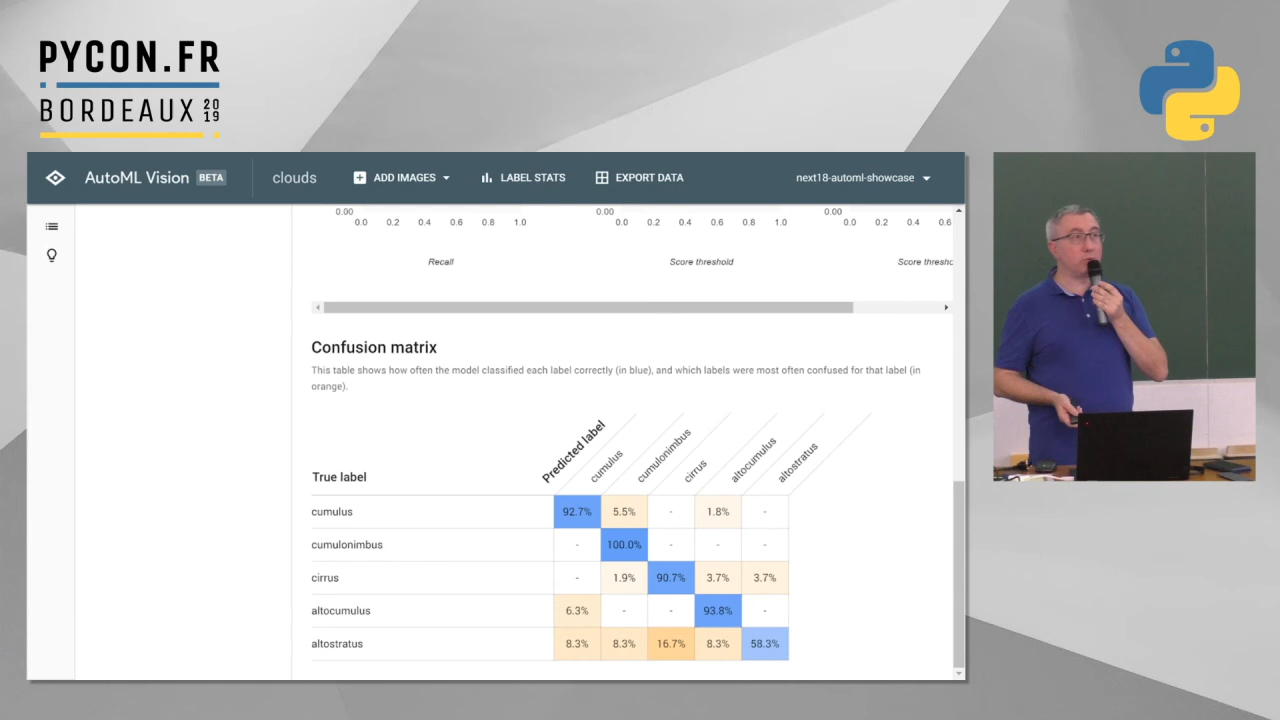 PYCON.FR
BORDEAUX 2019
AutoML Vision BETA
clouds
ADD IMAGES
LABEL STATS
EXPORT DATA
next18-automl-showcase
0.00 0.00 0.00
0.0 0.2 0.4 0.6 0.8 1.0 0.0 0.2 0.4 0.6 0.8 1.0 0.0 0.2 0.4 0.6
Recall Score threshold Score thresho
Confusion matrix
This table shows how often the model classified each label correctly (in blue), and which labels were most often confused for that label (in
orange).
True label
Predicted label
cumulus
cumulonimbus
cirrus
altocumulus
altostratus
cumulus 92.7% 5.5% - 1.8% -
cumulonimbus - 100.0% - - -
cirrus - 1.9% 90.7% 3.7% 3.7%
altocumulus 6.3% - - 93.8% -
altostratus 8.3% 8.3% 16.7% 8.3% 58.3%